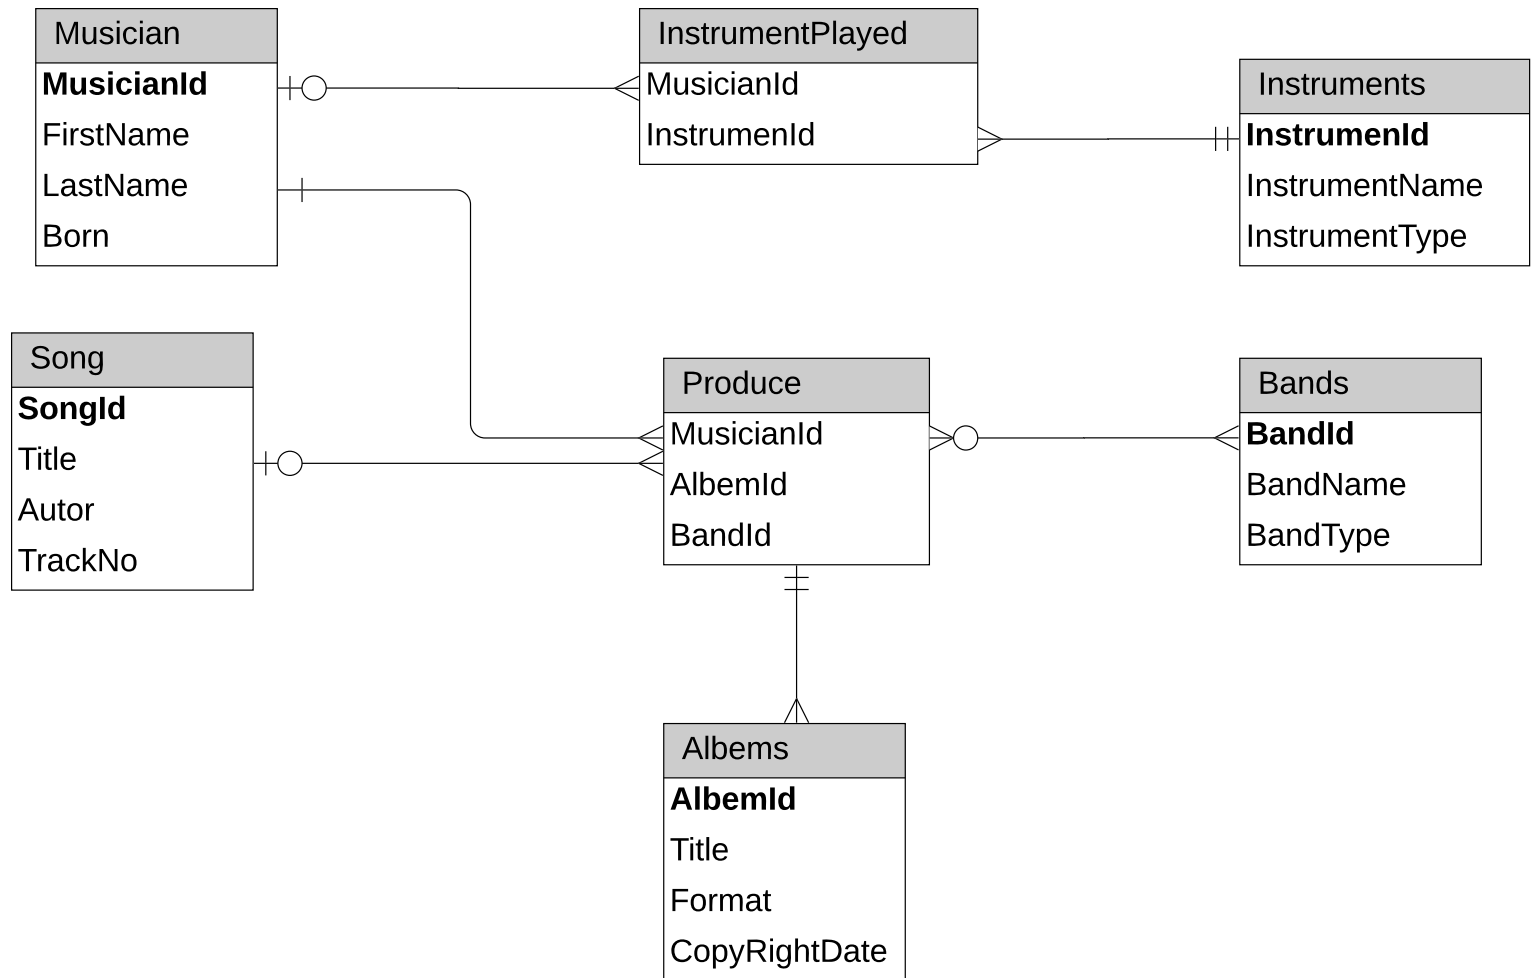 Musician
MusicianId
FirstName
LastName
Born
InstrumentPlayed
MusicianId
InstrumenId
Instruments
InstrumenId
InstrumentName
InstrumentType
Song
SongId
Title
Autor
TrackNo
Produce
MusicianId
AlbemId
BandId
Bands
BandId
BandName
BandType
Albems
AlbemId
Title
Format
CopyRightDate